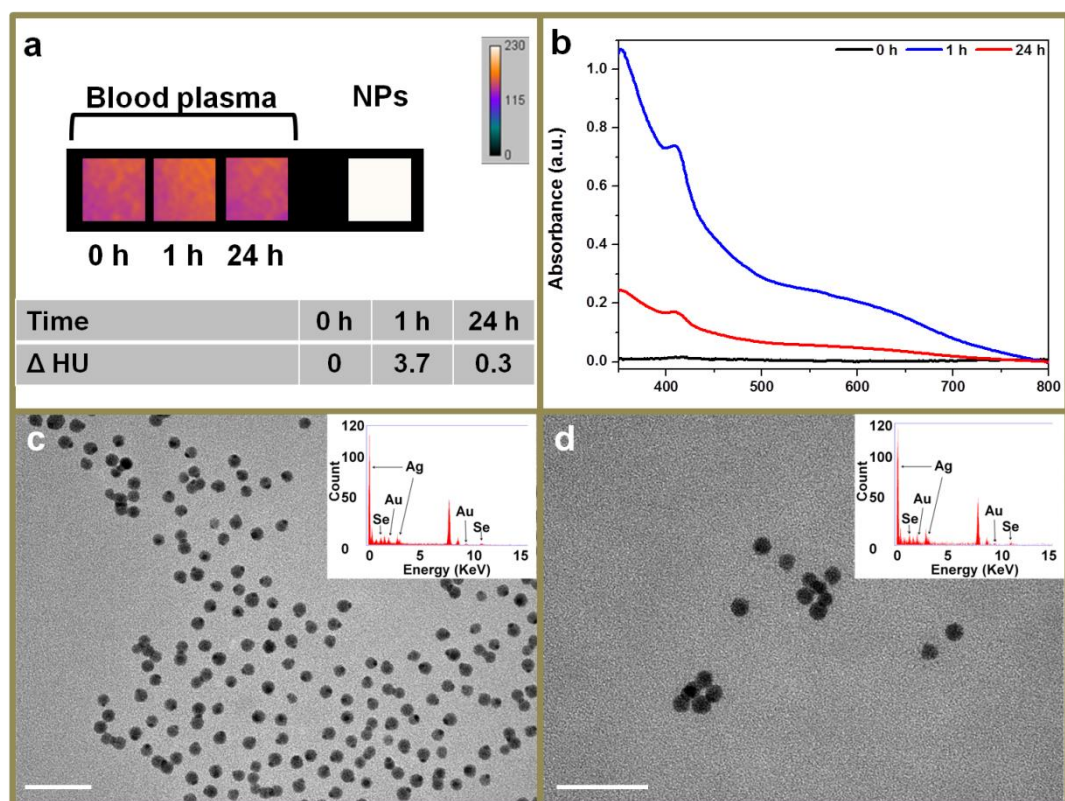 a
Blood plasma NPs
230
115
0
0 h 1 h 24 h
Time 0 h 1 h 24 h
Δ HU 0 3.7 0.3
b
0 h 1 h 24 h
1.0
0.8
0.6
0.4
0.2
0.0
Absorbance (a.u.)
400 500 600 700 800
c
120
100
50
0
Count
Ag
Au
Se
Au
Se
0 5 10 15
Energy (KeV)
d
120
100
50
0
Count
Ag
Au
Se
Au
Se
0 5 10 15
Energy (KeV)